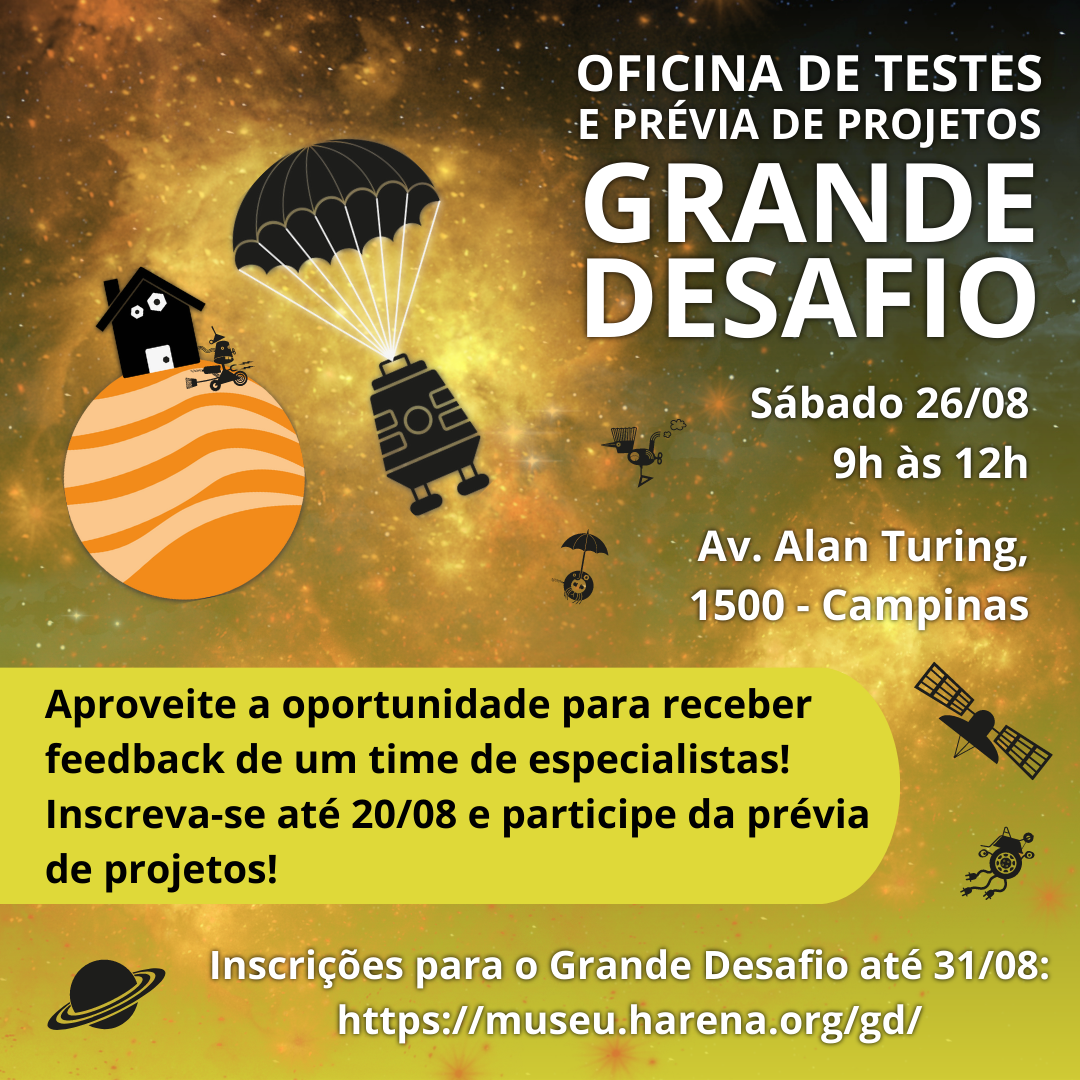 OFICINA DE TESTES
E PRÉVIA DE PROJETOS
GRANDE
DESAFIO
Sábado 26/08
9h às 12h
Av. Alan Turing,
1500 - Campinas
Aproveite a oportunidade para receber
feedback de um time de especialistas!
Inscreva-se até 20/08 e participe da prévia
de projetos!
Inscrições para o Grande Desafio até 31/08:
https://museu.harena.org/gd/